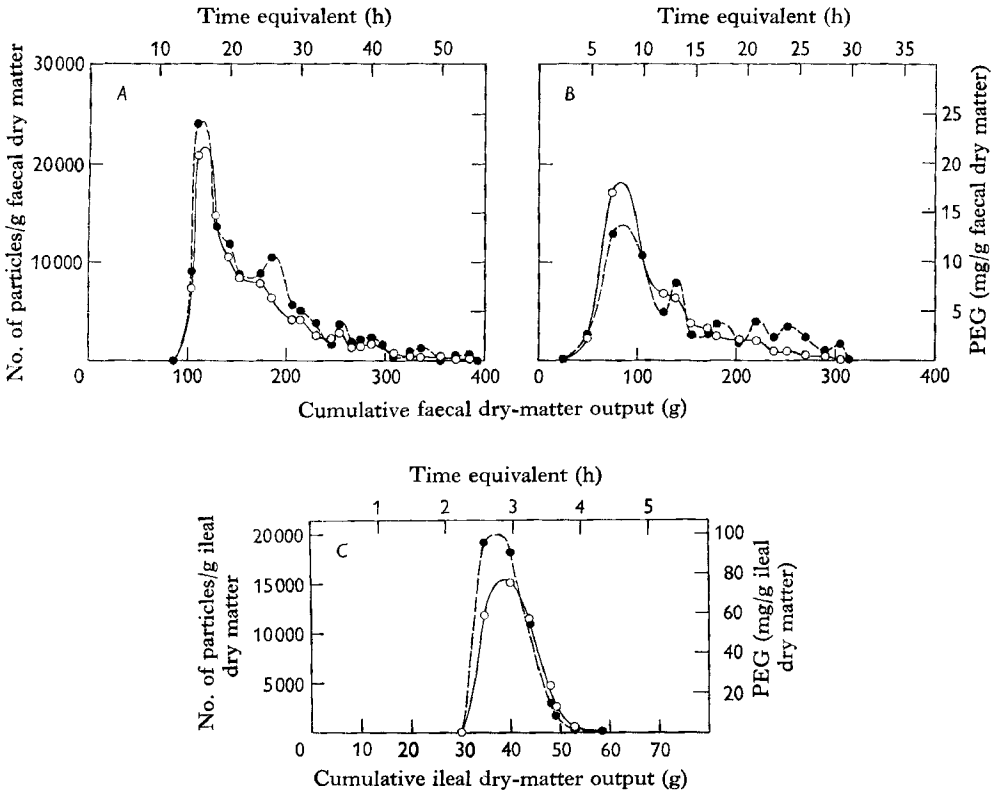 Time equivalent (h)
10 20 30 40 50
30000
20000
10000
No. of particles/g faecal dry matter
A
0 100 200 300 400
Time equivalent (h)
5 10 15 20 25 30 35
B
25
20
15
10
5
PEG (mg/g faecal dry matter)
0 100 200 300 400
Cumulative faecal dry-matter output (g)
Time equivalent (h)
1 2 3 4 5
20000
15000
10000
5000
No. of particles/g ileal
dry matter
C
100
80
60
40
20
PEG (mg/g ileal
dry matter)
0 10 20 30 40 50 60 70
Cumulative ileal dry-matter output (g)